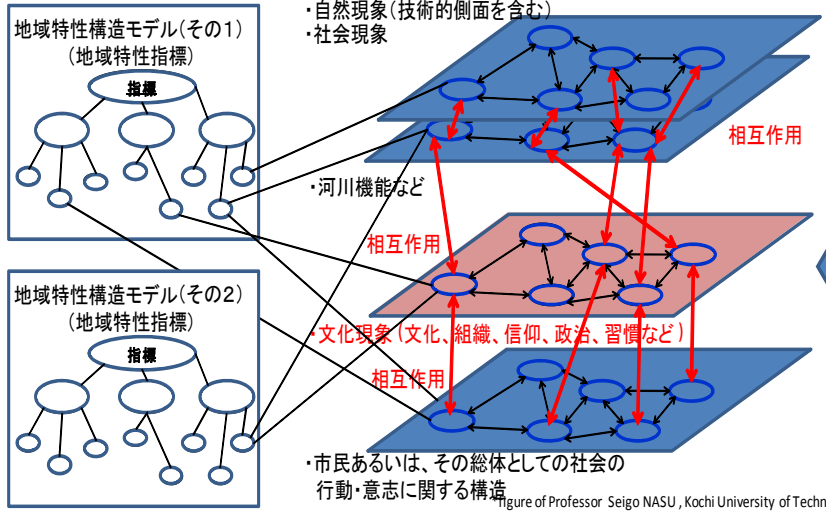 地域特性構造モデル(その1)
(地域特性指標)
指標
・自然現象(技術的側面を含む)
・社会現象
相互作用
・河川機能など
相互作用
地域特性構造モデル(その2)
(地域特性指標)
指標
・文化現象(文化、組織、信仰、政治、習慣など)
相互作用
・市民あるいは、その総体としての社会の
行動・意志に関する構造
*figure of Professor Seigo NASU , Kochi University of Techn